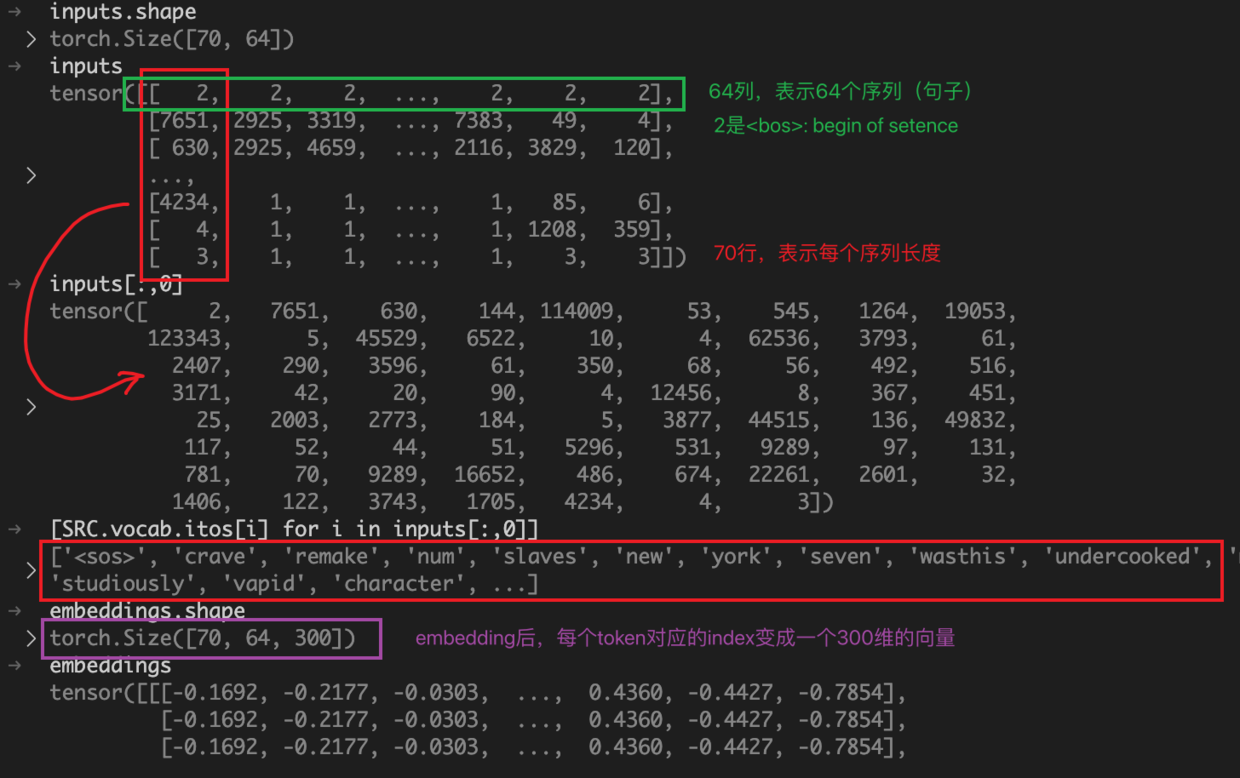 inputs.shape
torch.Size([70, 64])
inputs
tensor([[   2,    2,    2,  ...,    2,    2,    2],
64列，表示64个序列（句子）
[7651, 2925, 3319,  ..., 7383,   49,    4],
2是<bos>: begin of setence
[ 630, 2925, 4659,  ..., 2116, 3829,  120],
...,
[4234,    1,    1,  ...,    1,   85,    6],
[   4,    1,    1,  ...,    1, 1208,  359],
[   3,    1,    1,  ...,    1,    3,    3]])
70行，表示每个序列长度
inputs[:,0]
tensor([     2,   7651,    630,    144, 114009,     53,    545,   1264,  19053,
123343,      5,  45529,   6522,     10,      4,  62536,   3793,     61,
2407,    290,   3596,     61,    350,     68,     56,    492,    516,
3171,     42,     20,     90,      4,  12456,      8,    367,    451,
25,   2003,   2773,    184,      5,   3877,  44515,    136,  49832,
117,     52,     44,     51,   5296,    531,   9289,     97,    131,
781,     70,   9289,  16652,    486,    674,  22261,   2601,     32,
1406,    122,   3743,   1705,   4234,      4,      3])
[SRC.vocab.itos[i] for i in inputs[:,0]]
['<sos>', 'crave', 'remake', 'num', 'slaves', 'new', 'york', 'seven', 'wasthis', 'undercooked',
'studiously', 'vapid', 'character', ...]
embeddings.shape
torch.Size([70, 64, 300])
embedding后，每个token对应的index变成一个300维的向量
embeddings
tensor([[[-0.1692, -0.2177, -0.0303,  ...,  0.4360, -0.4427, -0.7854],
[-0.1692, -0.2177, -0.0303,  ...,  0.4360, -0.4427, -0.7854],
[-0.1692, -0.2177, -0.0303,  ...,  0.4360, -0.4427, -0.7854],